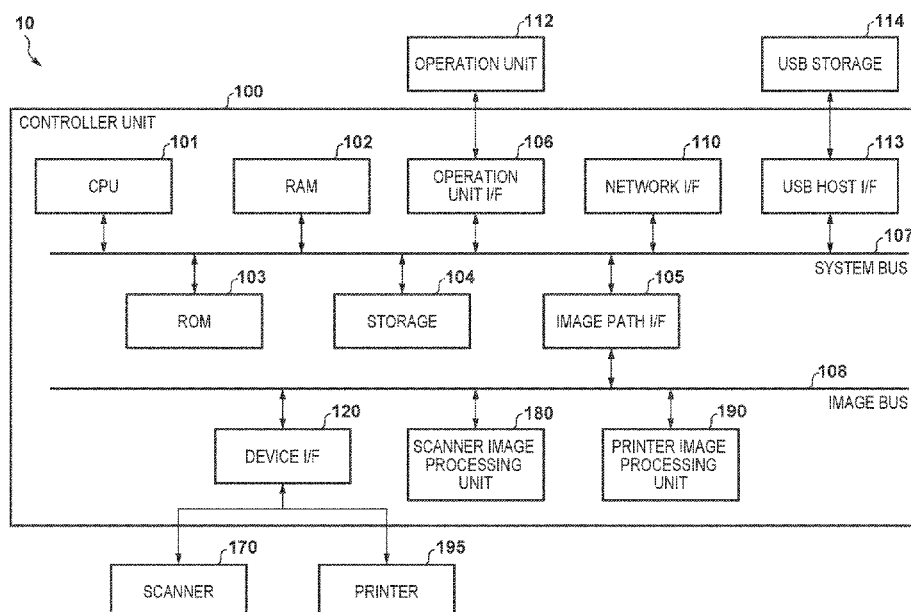 10
112
OPERATION UNIT
114
USB STORAGE
100
CONTROLLER UNIT
101
CPU
102
RAM
106
OPERATION
UNIT I/F
110
NETWORK I/F
113
USB HOST I/F
107
SYSTEM BUS
103
ROM
104
STORAGE
105
IMAGE PATH I/F
108
IMAGE BUS
120
DEVICE I/F
180
SCANNER IMAGE
PROCESSING
UNIT
190
PRINTER IMAGE
PROCESSING
UNIT
170
SCANNER
195
PRINTER